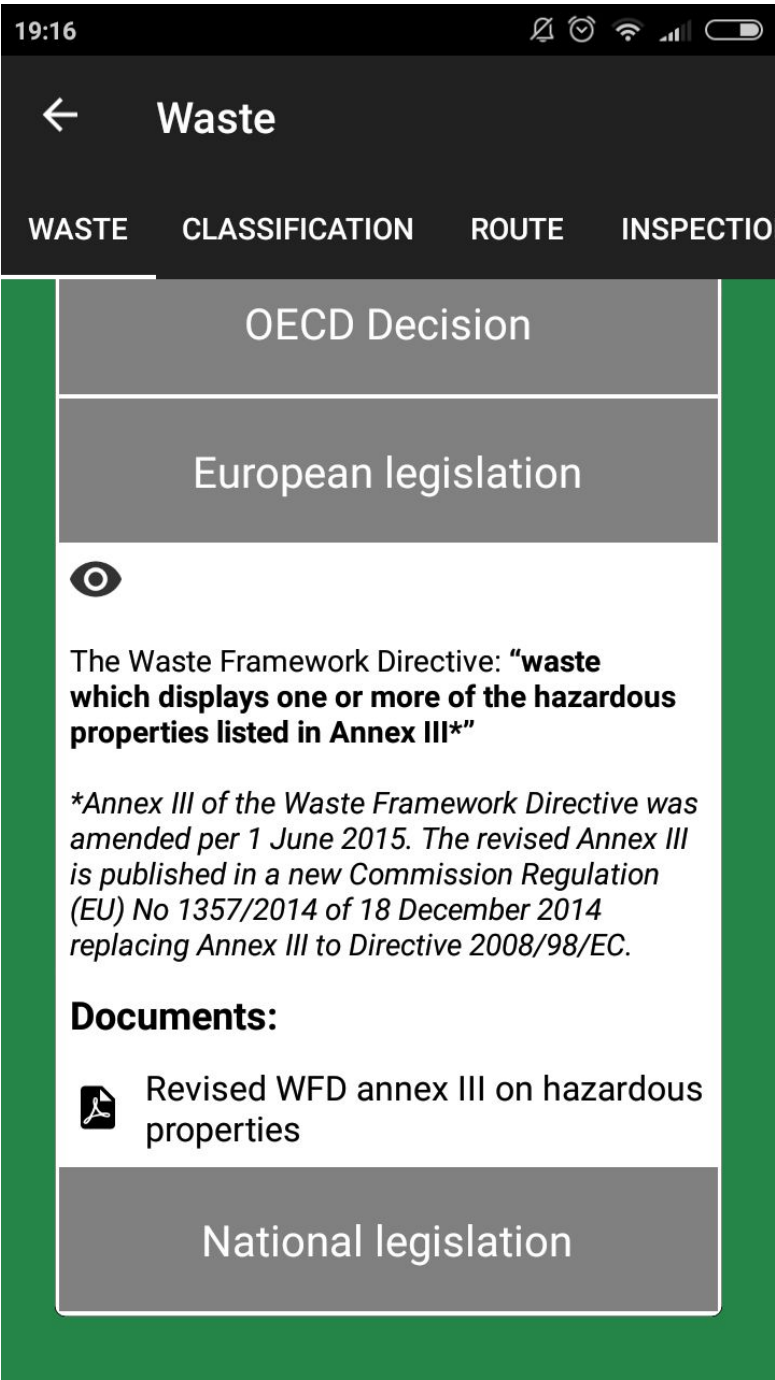 19:16
Waste
WASTE CLASSIFICATION ROUTE INSPECTIO
OECD Decision
European legislation
The Waste Framework Directive: “waste
which displays one or more of the hazardous
properties listed in Annex III*”
*Annex III of the Waste Framework Directive was
amended per 1 June 2015. The revised Annex III
is published in a new Commission Regulation
(EU) No 1357/2014 of 18 December 2014
replacing Annex III to Directive 2008/98/EC.
Documents:
Revised WFD annex III on hazardous
properties
National legislation